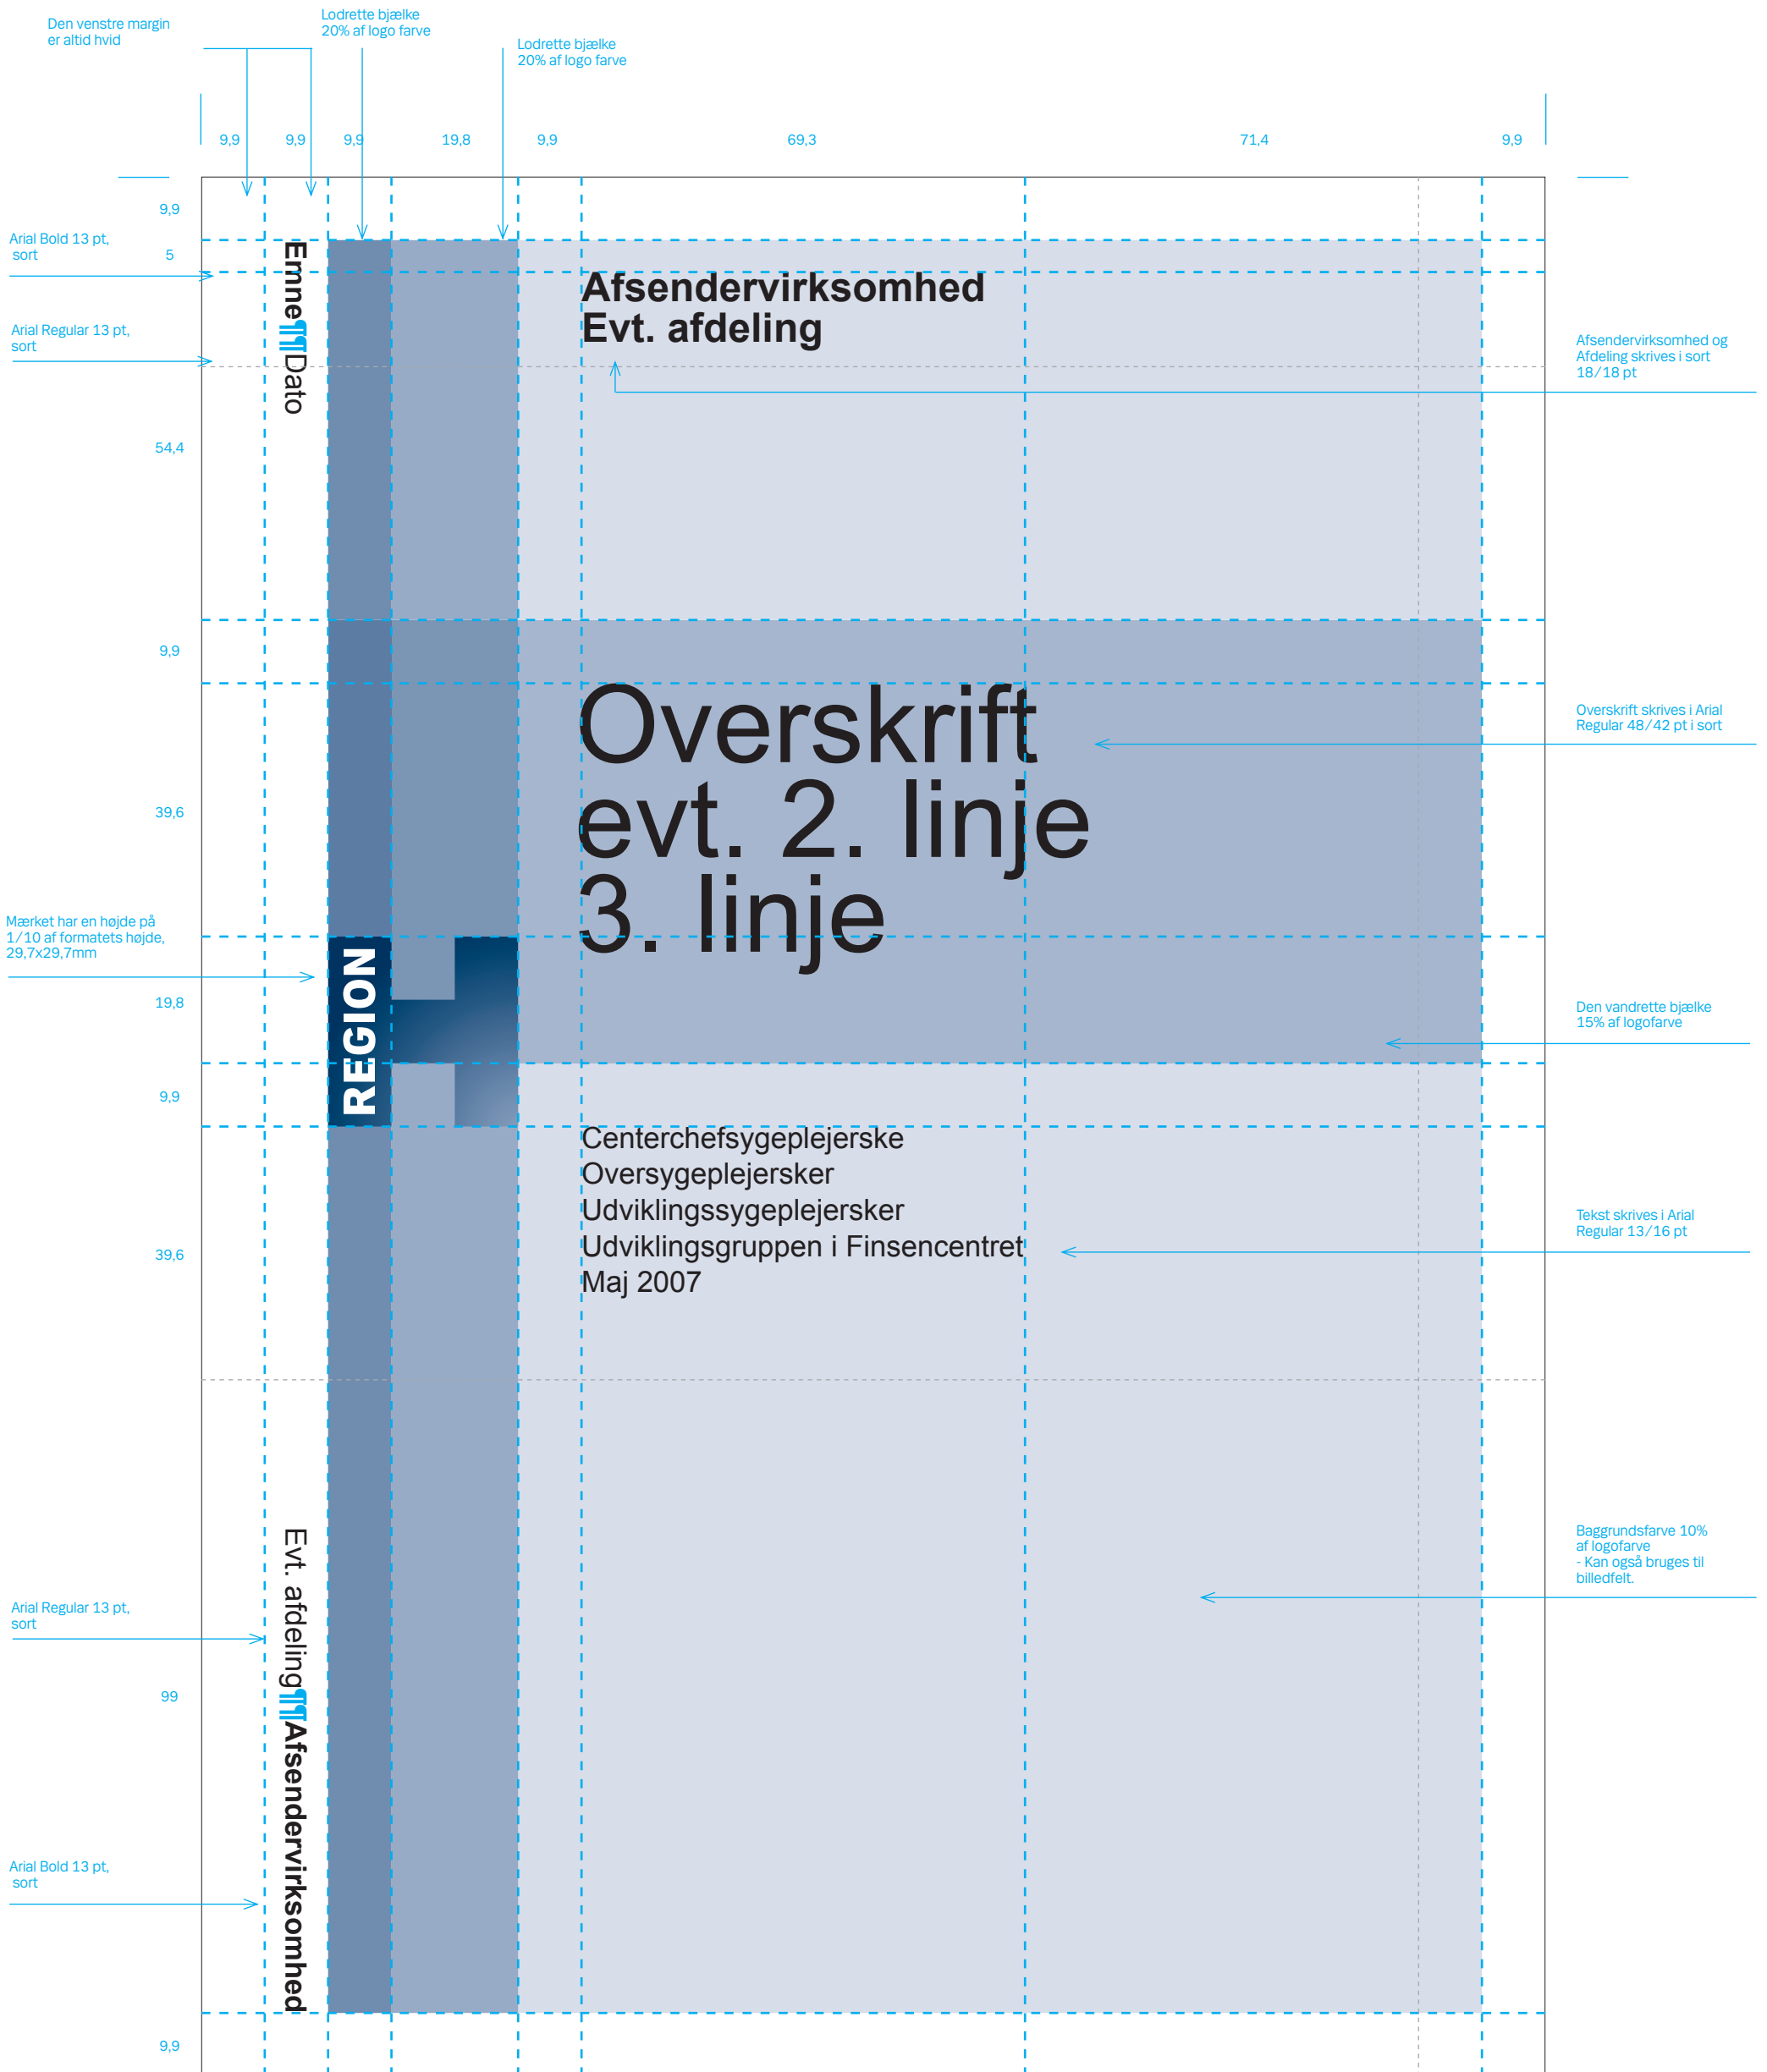 Den venstre margin
er altid hvid
Lodrette bjælke
20% af logo farve
Lodrette bjælke
20% af logo farve
9,9
9,9
9,9
19,8
9,9
69,3
71,4
9,9
9,9
Arial Bold 13 pt,
sort
5
Arial Regular 13 pt,
sort
Emne¶¶Dato
Afsendervirksomhed
Evt. afdeling
Afsendervirksomhed og
Afdeling skrives i sort
18/18 pt
54,4
9,9
Overskrift
evt. 2. linje
3. linje
Overskrift skrives i Arial
Regular 48/42 pt i sort
39,6
Mærket har en højde på
1/10 af formatets højde,
29,7x29,7mm
REGION
19,8
Den vandrette bjælke
15% af logofarve
9,9
Centerchefsygeplejerske
Oversygeplejersker
Udviklingssygeplejersker
Udviklingsgruppen i Finsencentret
Maj 2007
Tekst skrives i Arial
Regular 13/16 pt
39,6
Baggrundsfarve 10%
af logofarve
- Kan også bruges til
billedfelt.
Arial Regular 13 pt,
sort
Evt. afdeling¶¶Afsendervirksomhed
99
Arial Bold 13 pt,
sort
9,9